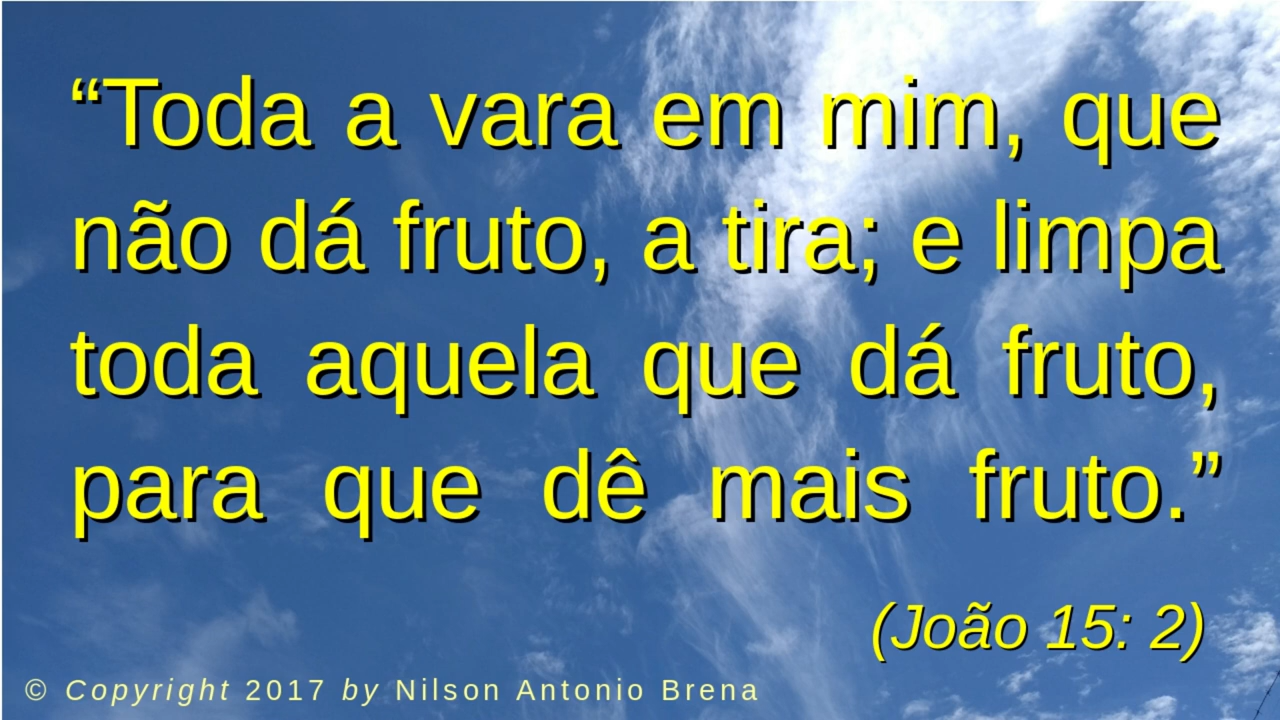 “Toda a vara em mim, que
não dá fruto, a tira; e limpa
toda aquela que dá fruto,
para que dê mais fruto.”
(João 15: 2)
© Copyright 2017 by Nilson Antonio Brena